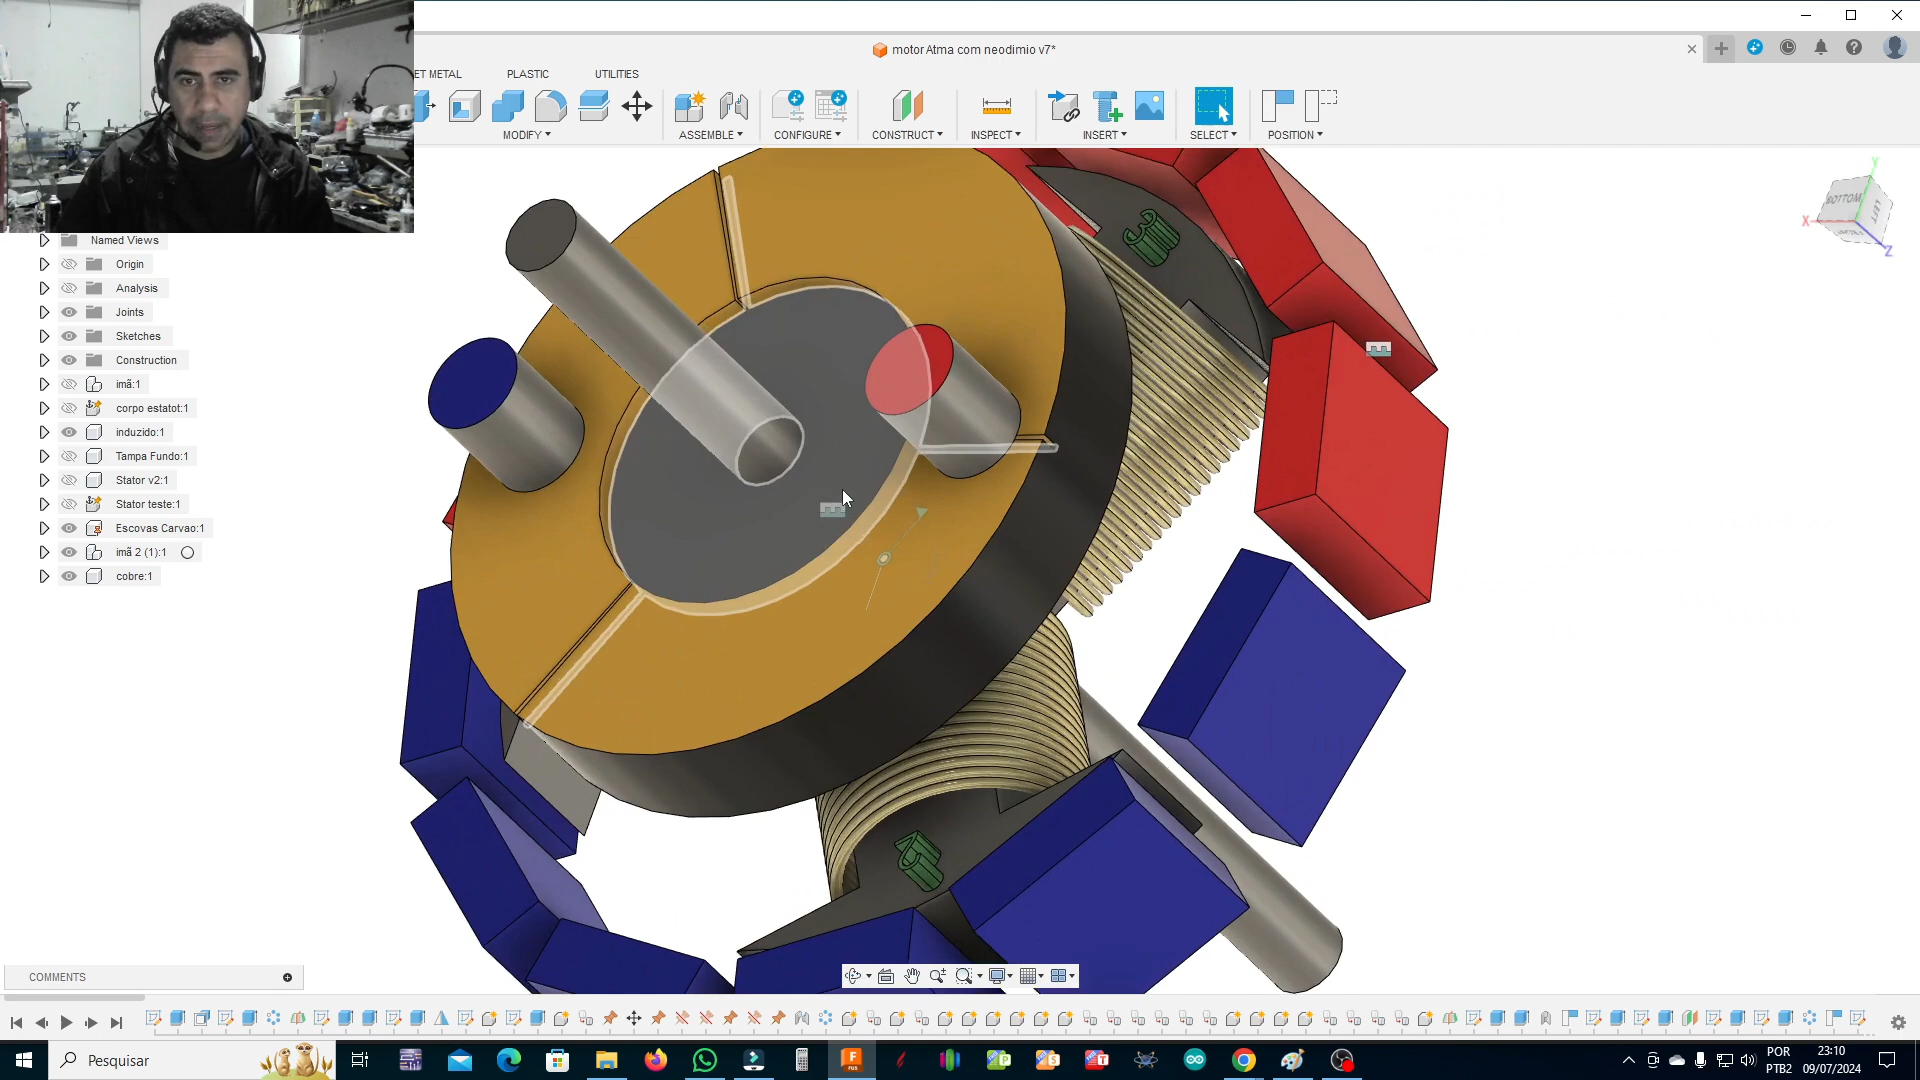 motor Atma com neodimio v7*
ET METAL
PLASTIC
UTILITIES
MODIFY
ASSEMBLE
CONFIGURE
CONSTRUCT
INSPECT
INSERT
SELECT
POSITION
BOTTOM
LEFT
X
Y
Z
Named Views
Origin
Analysis
Joints
Sketches
Construction
imã:1
corpo estatot:1
induzido:1
Tampa Fundo:1
Stator v2:1
Stator teste:1
Escovas Carvao:1
imã 2 (1):1
cobre:1
COMMENTS
Pesquisar
POR
PTB2
23:10
09/07/2024